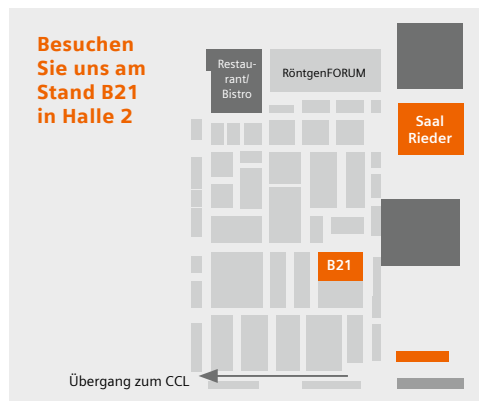 Besuchen
Sie uns am
Stand B21
in Halle 2
Restau-
rant/
Bistro
RöntgenFORUM
Saal
Rieder
B21
Übergang zum CCL